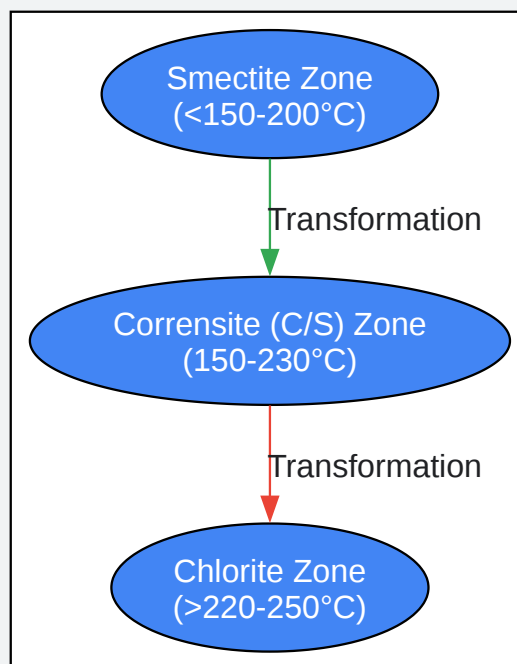 Smectite Zone
(<150-200°C)
Transformation
Corrensite (C/S) Zone
(150-230°C)
Transformation
Chlorite Zone
(>220-250°C)